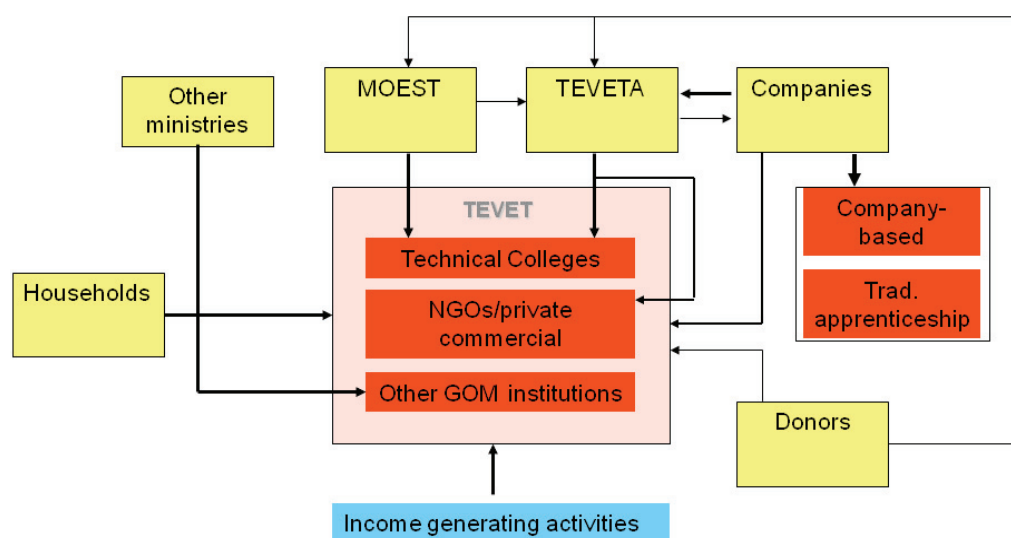 MOEST
TEVETA
Companies
Other
ministries
TEVET
Company-
based
Technical Colleges
Households
NGOs/private
commercial
Trad.
apprenticeship
Other GOM institutions
Donors
Income generating activities